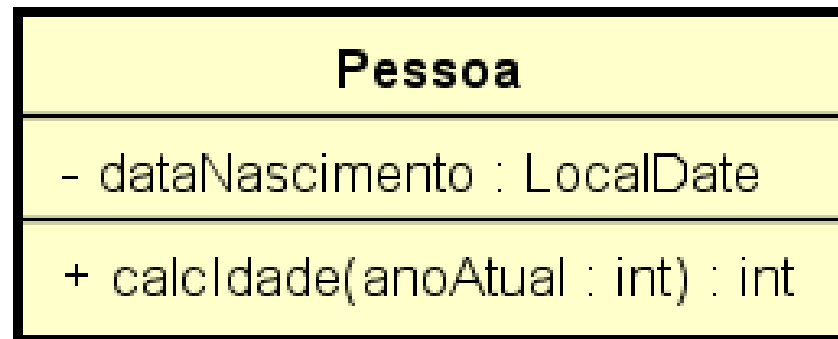 Pessoa
- dataNascimento : LocalDate
+ calcIdade(anoAtual : int) : int